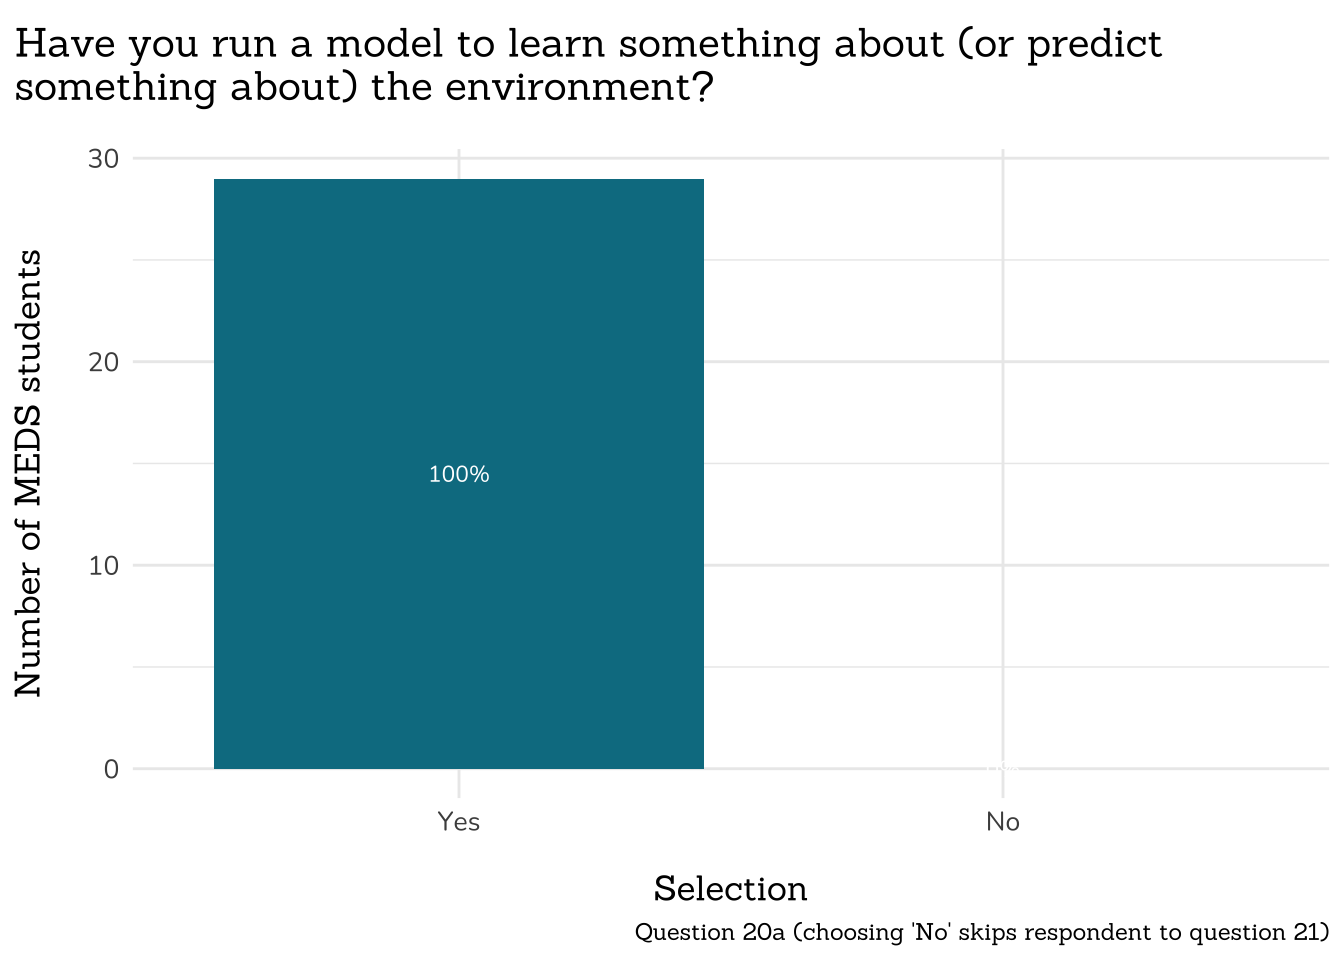 Have you run a model to learn something about (or predict
something about) the environment?
Number of MEDS students
30
20
10
0
100%
Yes
No
Selection
Question 20a (choosing 'No' skips respondent to question 21)